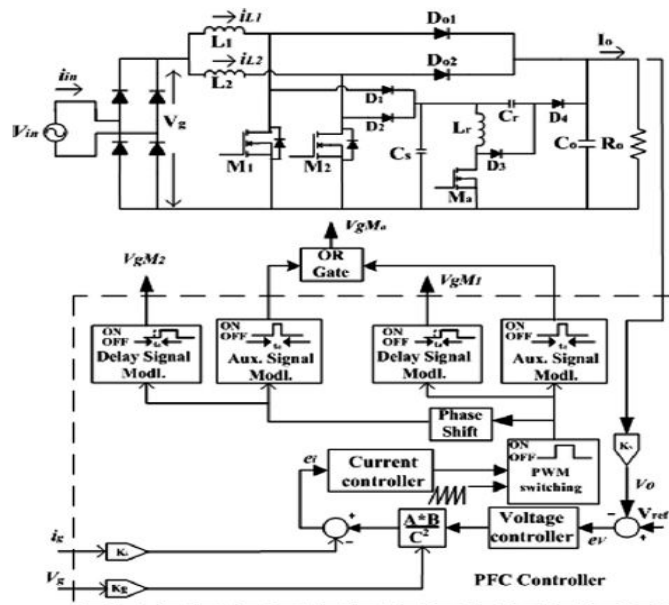 iL1
Do1
L1
iL2
Do2
Io
L2
iin
D1
Vg
D2
Lr
Cr
D4
Vin
Cs
D3
Co
Ro
M1
M2
Ma
VgMa
VgM2
OR
Gate
VgM1
ON
OFF
Delay Signal
Modl.
ON
OFF
Aux. Signal
Modl.
ON
OFF
Delay Signal
Modl.
ON
OFF
Aux. Signal
Modl.
Phase
Shift
ei
Current
controller
ON
OFF
PWM
switching
Vo
Vref
+
-
-
+
A*B
C2
Voltage
controller
eV
ig
Vg
Kg
PFC Controller